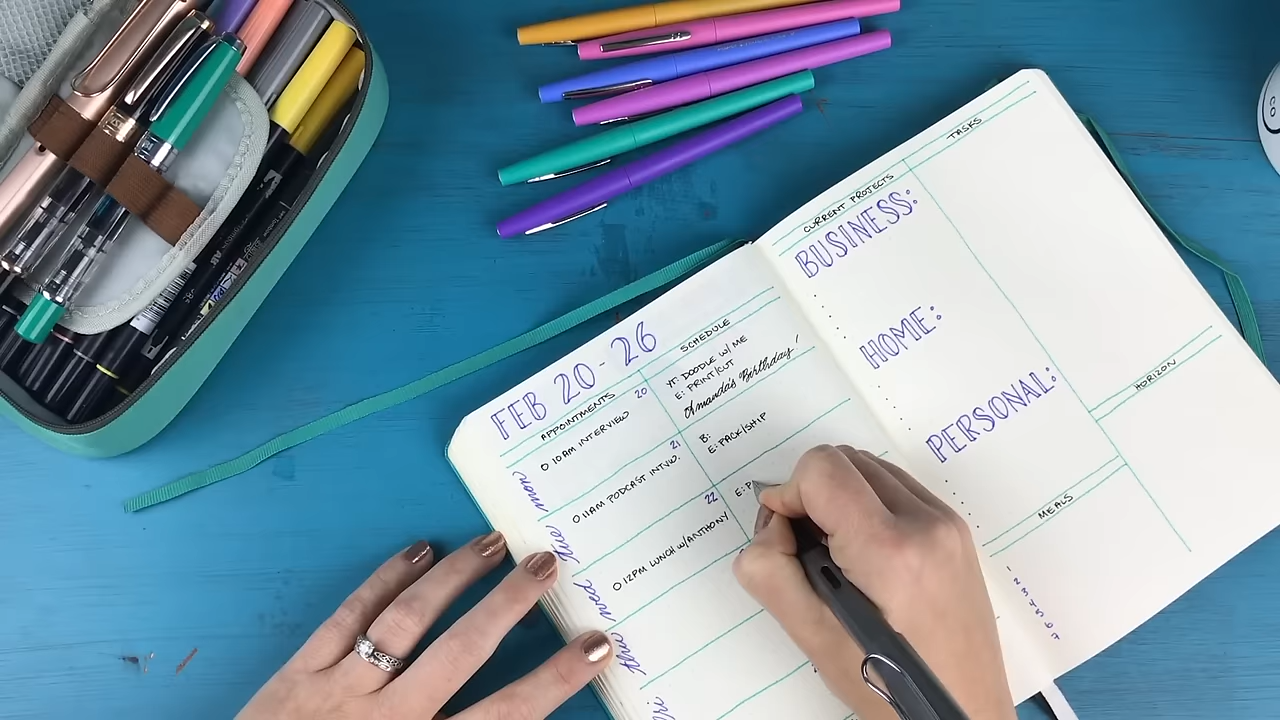 FEB 20-26
APPOINTMENTS
SCHEDULE
mon
20
O 10AM INTERVIEW
YT: DOODLE W/ ME
E: PRINT/CUT
Amanda's Birthday!
tue
21
O 11AM PODCAST INTVW.
B:
E: PACK/SHIP
wed
22
O 12PM LUNCH W/ANTHONY
E: P
thu
fri
CURRENT PROJECTS
BUSINESS:
HOME:
PERSONAL:
TASKS
HORIZON
MEALS
1
2
3
4
5
6